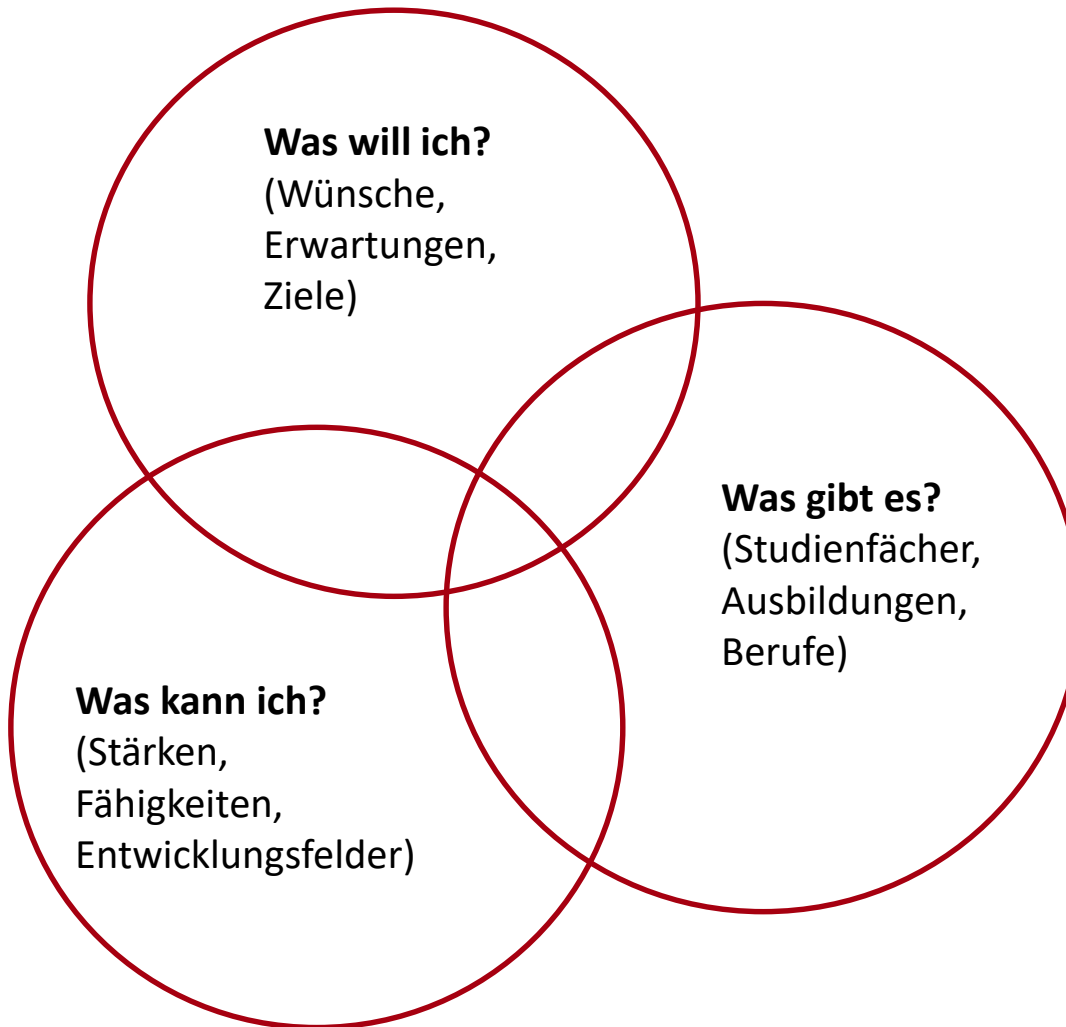 Was will ich?
(Wünsche,
Erwartungen,
Ziele)
Was gibt es?
(Studienfächer,
Ausbildungen,
Berufe)
Was kann ich?
(Stärken,
Fähigkeiten,
Entwicklungsfelder)